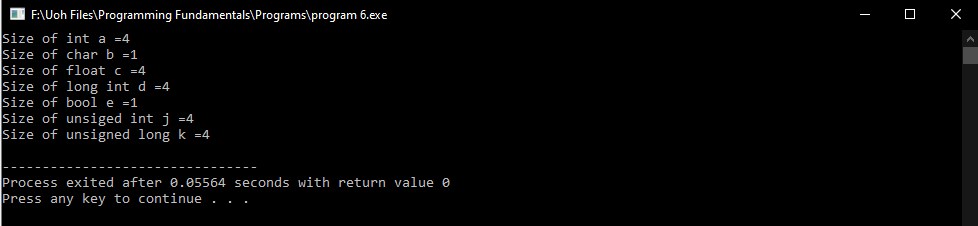 F:\Uoh Files\Programming Fundamentals\Programs\program 6.exe
Size of int a =4
Size of char b =1
Size of float c =4
Size of long int d =4
Size of bool e =1
Size of unsiged int j =4
Size of unsigned long k =4
--------------------------------
Process exited after 0.05564 seconds with return value 0
Press any key to continue . . .